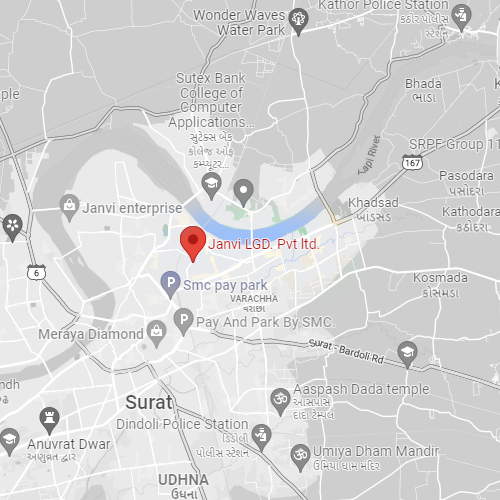 Kathor Police Station
કઠોર પોલીસ
સ્ટેશન
Wonder Waves
Water Park
ple
Sutex Bank
College of
Computer
Applications...
સુટેક્સ બેંક
કોલેજ ઓફ
કમ્પ્યુટર...
Bhada
ભાડા
Tapi River
167
SRPF Group 11
Pasodara
પસોદરા
Janvi enterprise
Khadsad
ખડસદ
Kathodara
કઠોદરા
Janvi LGD. Pvt ltd.
6
Smc pay park
Kosmada
કોસમડા
VARACHHA
વરાછા
Pay And Park By SMC.
Meraya Diamond
Surat - Bardoli Rd
Surat
Aaspash Dada temple
આસપાસ
દાદા ટેમ્પલ
Dindoli Police Station
ડિંડોલી
પોલીસ સ્ટેશન
Anuvrat Dwar
અણુવ્રત દ્વાર
Umiya Dham Mandir
ઉમિયા ધામ મંદિર
UDHNA
ઉધના